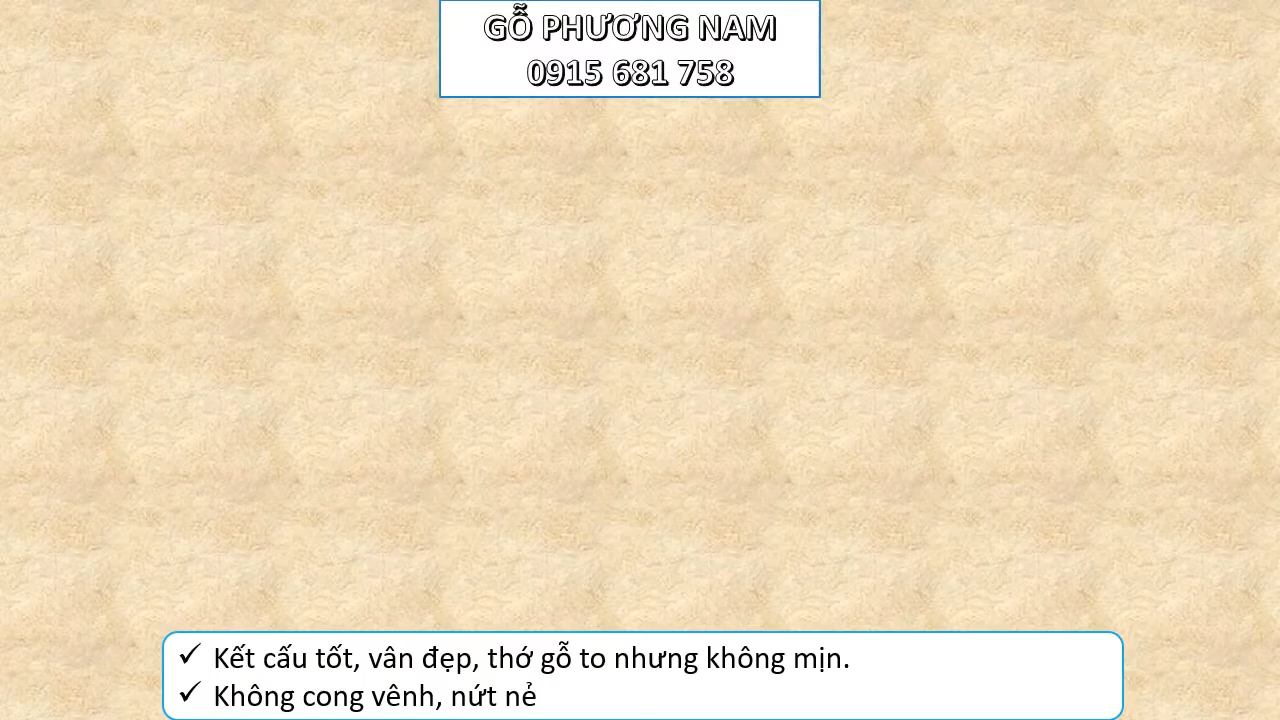 GỖ PHƯƠNG NAM
0915 681 758
✓ Kết cấu tốt, vân đẹp, thớ gỗ to nhưng không mịn.
✓ Không cong vênh, nứt nẻ